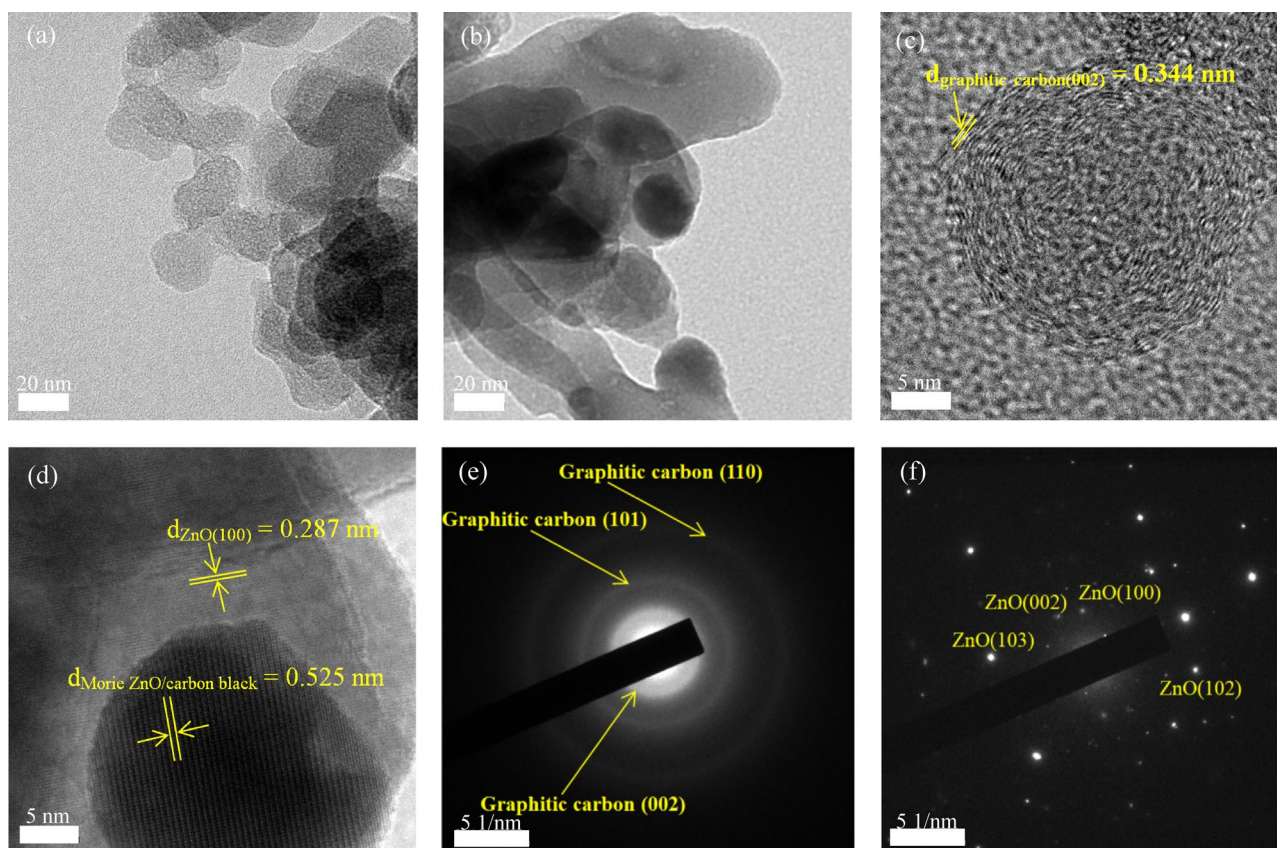 (a)
20 nm
(b)
20 nm
(c)
dgraphitic carbon(002) = 0.344 nm
5 nm
(d)
dZnO(100) = 0.287 nm
dMorie ZnO/carbon black = 0.525 nm
5 nm
(e)
Graphitic carbon (110)
Graphitic carbon (101)
Graphitic carbon (002)
5 1/nm
(f)
ZnO(002)
ZnO(100)
ZnO(103)
ZnO(102)
5 1/nm